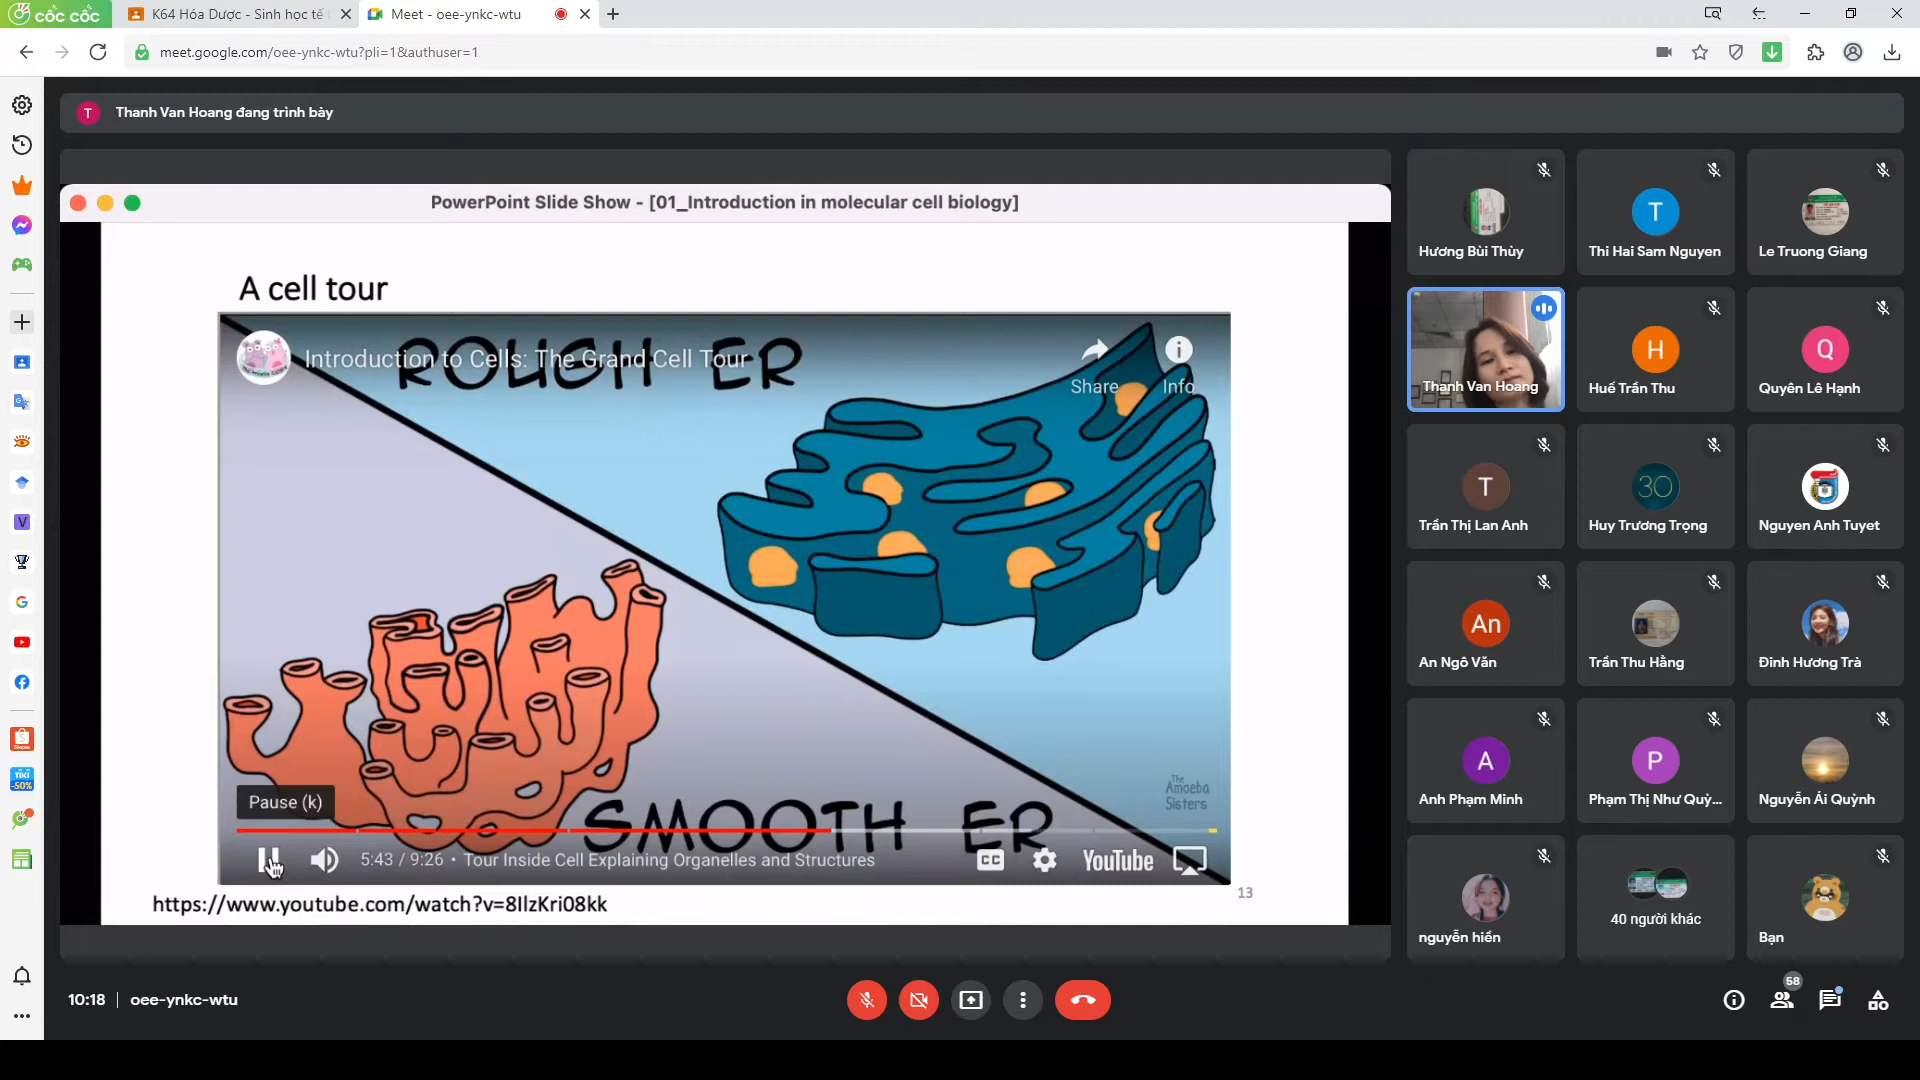 cốc cốc
K64 Hóa Dược - Sinh học tế
Meet - oee-ynkc-wtu
meet.google.com/oee-ynkc-wtu?pli=1&authuser=1
T
Thanh Van Hoang đang trình bày
PowerPoint Slide Show - [01_Introduction in molecular cell biology]
A cell tour
ROUGH ER
Introduction to Cells: The Grand Cell Tour
Share
Info
The
Amoeba
Sisters
Pause (k)
SMOOTH ER
5:43 / 9:26 • Tour Inside Cell Explaining Organelles and Structures
CC
YouTube
https://www.youtube.com/watch?v=8IlzKri08kk
13
Hương Bùi Thủy
T
Thi Hai Sam Nguyen
Le Truong Giang
Thanh Van Hoang
H
Huế Trần Thu
Q
Quyên Lê Hạnh
T
Trần Thị Lan Anh
30
Huy Trương Trọng
Nguyen Anh Tuyet
An
An Ngô Văn
Trần Thu Hằng
Đinh Hương Trà
A
Anh Phạm Minh
P
Phạm Thị Như Quỳ...
Nguyễn Ái Quỳnh
nguyễn hiền
40 người khác
Bạn
V
G
Shopee
TIKI
-50%
10:18
oee-ynkc-wtu
58